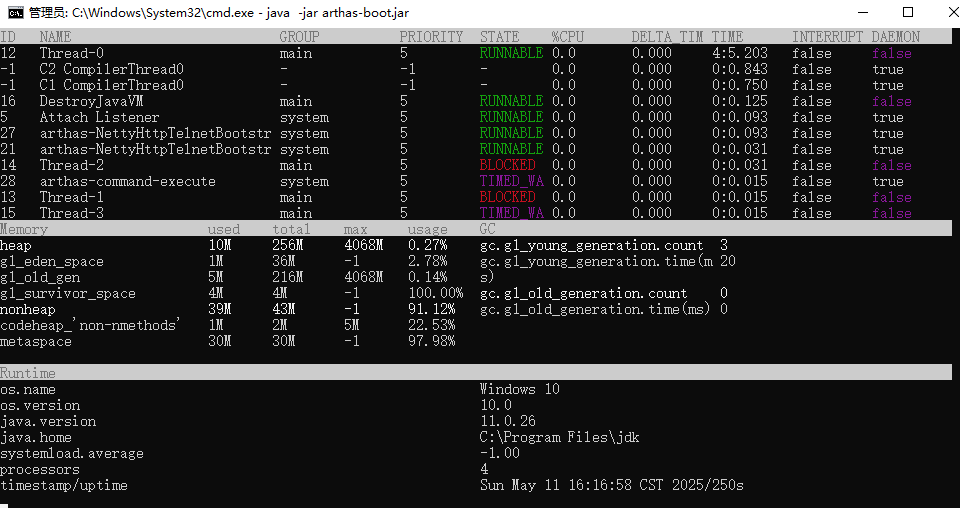 管理员: C:\Windows\System32\cmd.exe - java  -jar arthas-boot.jar
ID NAME GROUP PRIORITY STATE %CPU DELTA_TIM TIME INTERRUPT DAEMON
12 Thread-0 main 5 RUNNABLE 0.0 0.000 4:5.203 false false
-1 C2 CompilerThread0 - -1 - 0.0 0.000 0:0.843 false true
-1 C1 CompilerThread0 - -1 - 0.0 0.000 0:0.750 false true
16 DestroyJavaVM main 5 RUNNABLE 0.0 0.000 0:0.125 false false
5 Attach Listener system 5 RUNNABLE 0.0 0.000 0:0.093 false true
27 arthas-NettyHttpTelnetBootstr system 5 RUNNABLE 0.0 0.000 0:0.093 false true
21 arthas-NettyHttpTelnetBootstr system 5 RUNNABLE 0.0 0.000 0:0.031 false true
14 Thread-2 main 5 BLOCKED 0.0 0.000 0:0.031 false false
28 arthas-command-execute system 5 TIMED_WA 0.0 0.000 0:0.015 false true
13 Thread-1 main 5 BLOCKED 0.0 0.000 0:0.015 false false
15 Thread-3 main 5 TIMED_WA 0.0 0.000 0:0.015 false false
Memory used total max usage GC
heap 10M 256M 4068M 0.27% gc.g1_young_generation.count 3
g1_eden_space 1M 36M -1 2.78% gc.g1_young_generation.time(m 20
g1_old_gen 5M 216M 4068M 0.14% s)
g1_survivor_space 4M 4M -1 100.00% gc.g1_old_generation.count 0
nonheap 39M 43M -1 91.12% gc.g1_old_generation.time(ms) 0
codeheap_'non-nmethods' 1M 2M 5M 22.53%
metaspace 30M 30M -1 97.98%
Runtime
os.name Windows 10
os.version 10.0
java.version 11.0.26
java.home C:\Program Files\jdk
systemload.average -1.00
processors 4
timestamp/uptime Sun May 11 16:16:58 CST 2025/250s